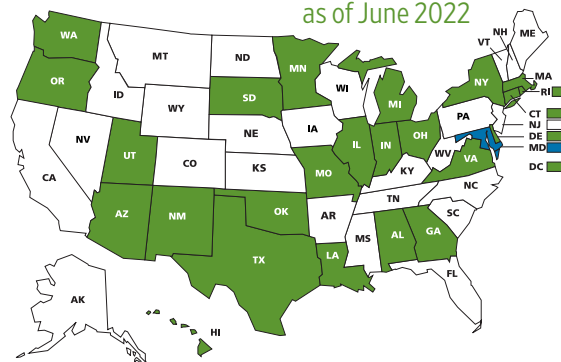 as of June 2022
WA
MT
ND
MN
VT
NH
ME
OR
ID
SD
WI
MI
NY
MA
RI
WY
IA
PA
CT
NJ
DE
MD
NV
NE
IL
IN
OH
WV
VA
DC
UT
CO
KS
MO
KY
CA
NC
TN
AZ
NM
OK
AR
SC
MS
AL
GA
TX
LA
FL
AK
HI